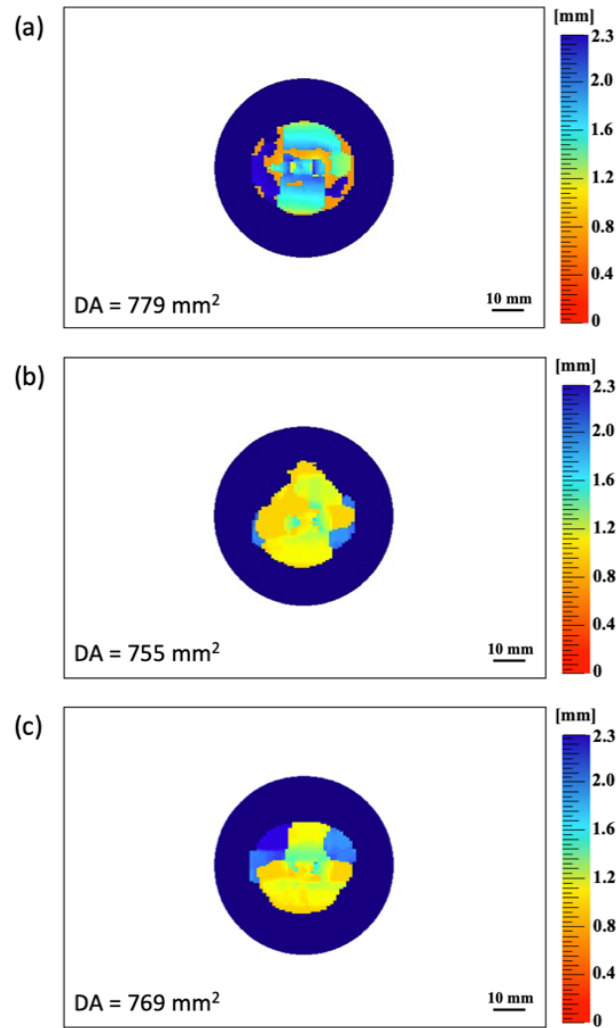 (a)
[mm]
2.3
2.0
1.6
1.2
0.8
0.4
0
DA = 779 mm²
10 mm
(b)
[mm]
2.3
2.0
1.6
1.2
0.8
0.4
0
DA = 755 mm²
10 mm
(c)
[mm]
2.3
2.0
1.6
1.2
0.8
0.4
0
DA = 769 mm²
10 mm